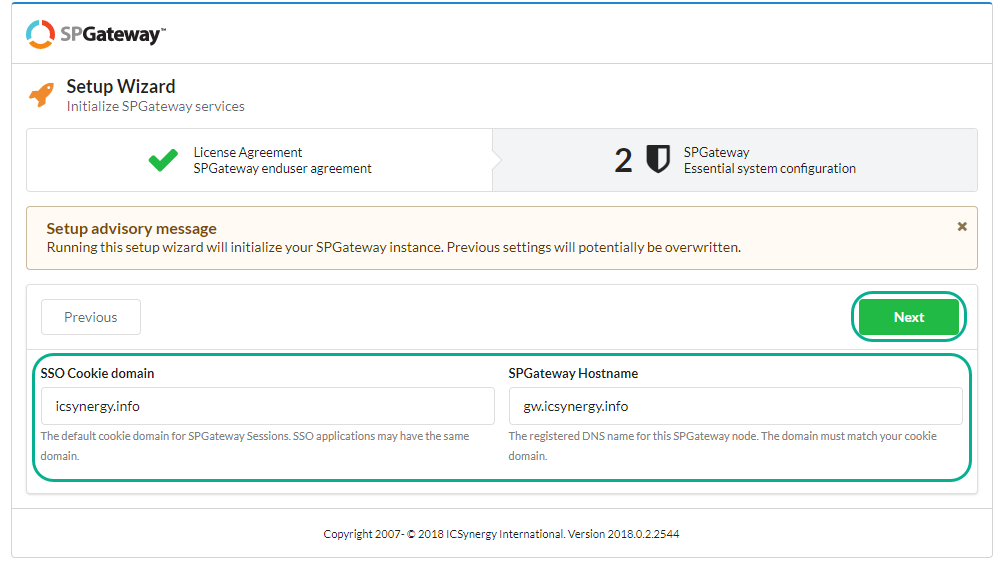 SPGateway™
Setup Wizard
Initialize SPGateway services
License Agreement
SPGateway enduser agreement
2
SPGateway
Essential system configuration
Setup advisory message
Running this setup wizard will initialize your SPGateway instance. Previous settings will potentially be overwritten.
Previous
Next
SSO Cookie domain
icsynergy.info
The default cookie domain for SPGateway Sessions. SSO applications may have the same
domain.
SPGateway Hostname
gw.icsynergy.info
The registered DNS name for this SPGateway node. The domain must match your cookie
domain.
Copyright 2007- © 2018 ICSynergy International. Version 2018.0.2.2544